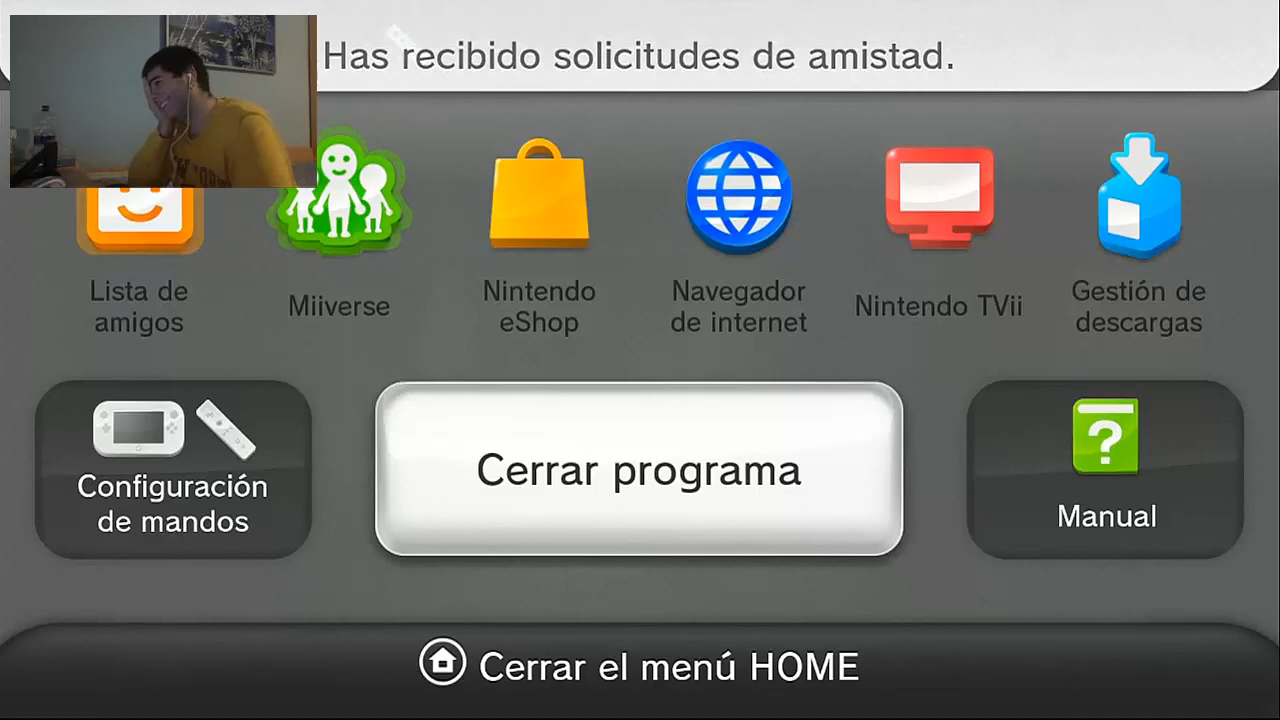 Has recibido solicitudes de amistad.
Lista de
amigos
Miiverse
Nintendo
eShop
Navegador
de internet
Nintendo TVii
Gestión de
descargas
Configuración
de mandos
Cerrar programa
?
Manual
Cerrar el menú HOME